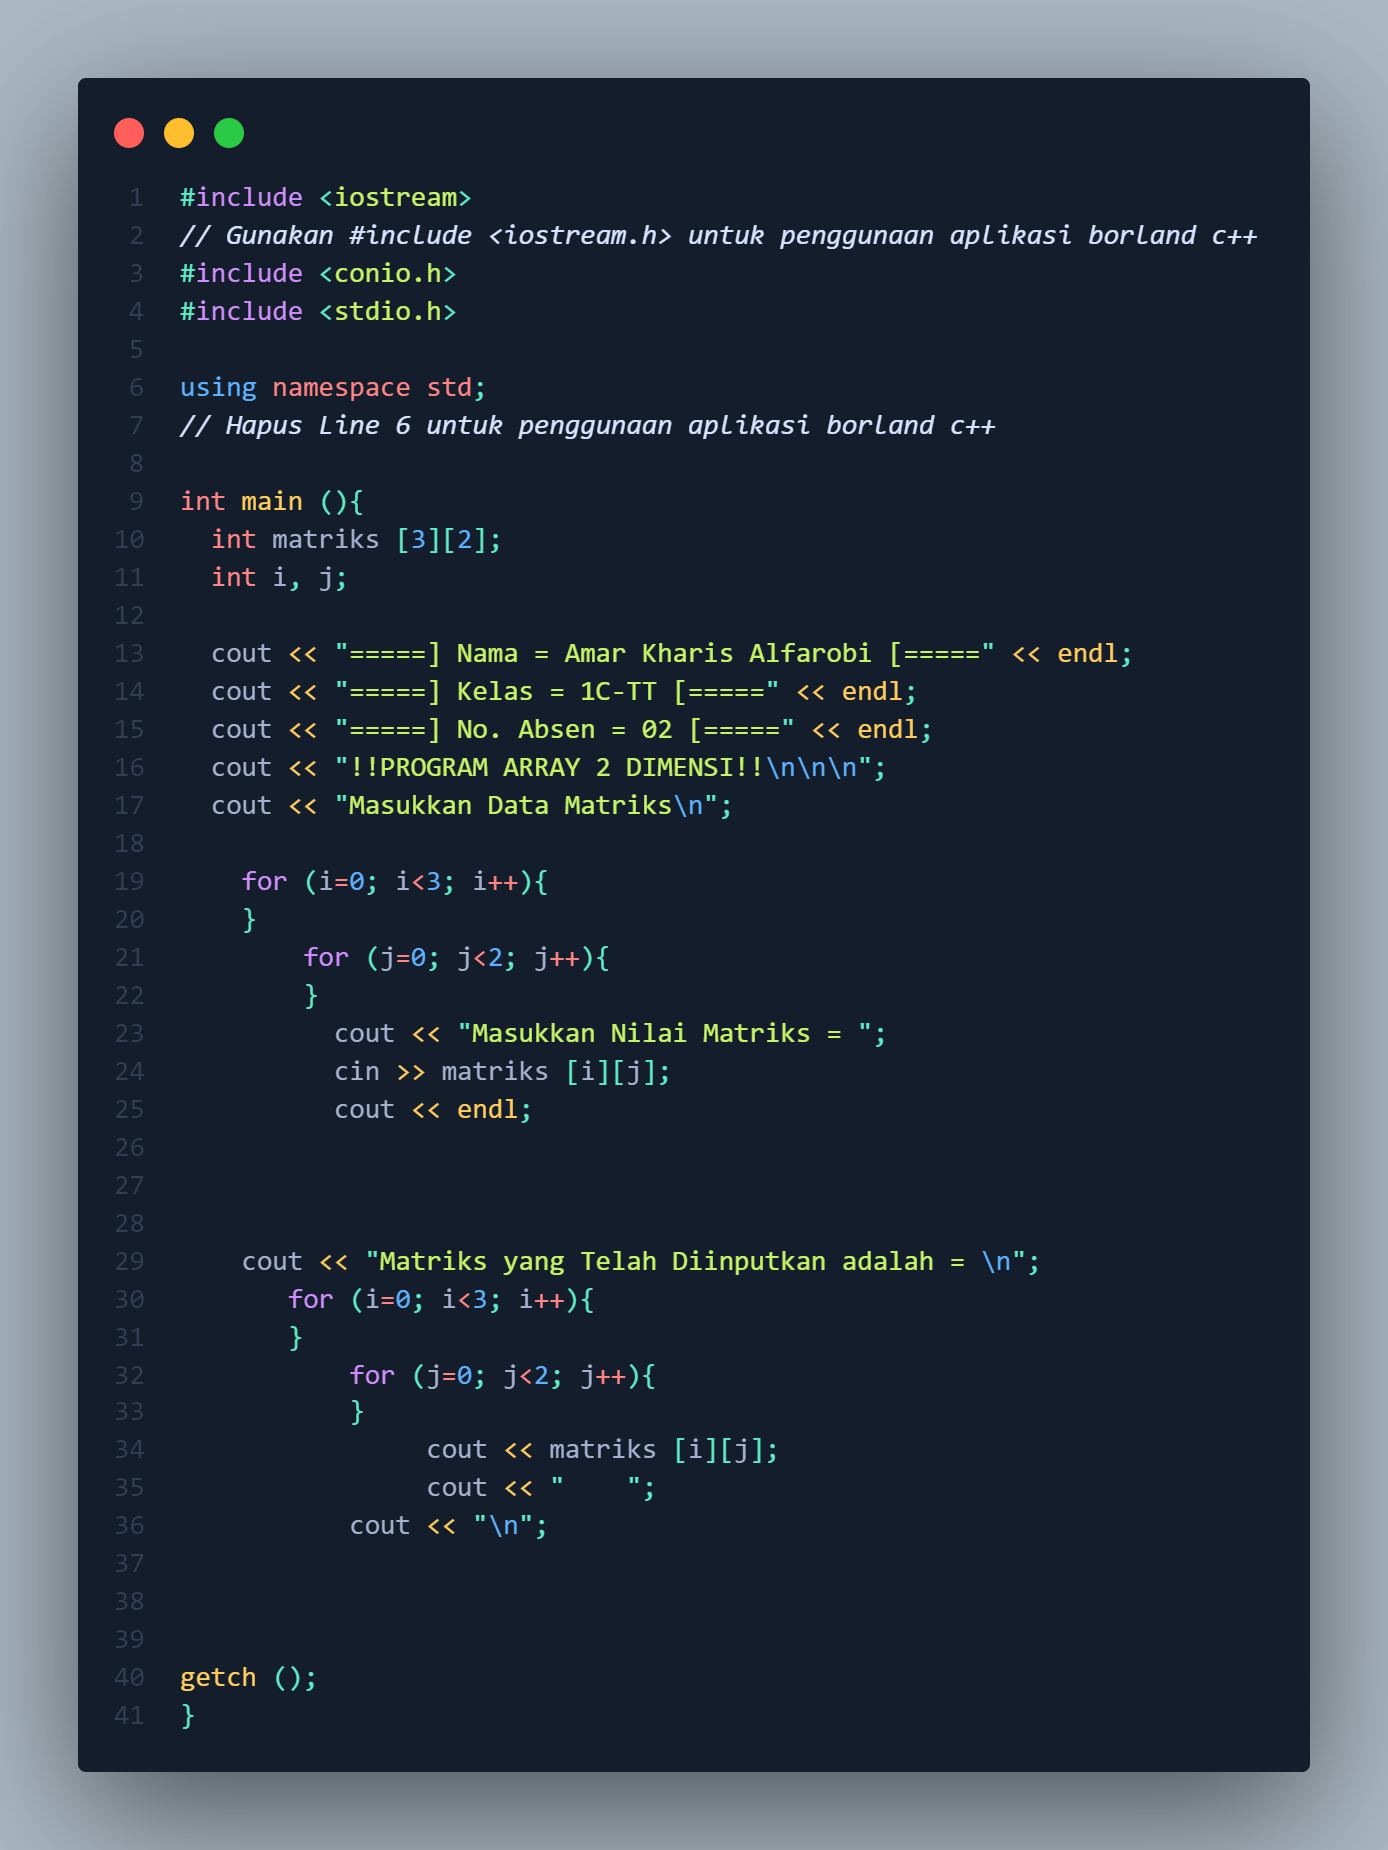 1 #include <iostream>
2 // Gunakan #include <iostream.h> untuk penggunaan aplikasi borland c++
3 #include <conio.h>
4 #include <stdio.h>
5
6 using namespace std;
7 // Hapus Line 6 untuk penggunaan aplikasi borland c++
8
9 int main (){
10   int matriks [3][2];
11   int i, j;
12
13   cout << "=====] Nama = Amar Kharis Alfarobi [=====" << endl;
14   cout << "=====] Kelas = 1C-TT [=====" << endl;
15   cout << "=====] No. Absen = 02 [=====" << endl;
16   cout << "!!PROGRAM ARRAY 2 DIMENSI!!\n\n\n";
17   cout << "Masukkan Data Matriks\n";
18
19     for (i=0; i<3; i++){
20     }
21         for (j=0; j<2; j++){
22         }
23           cout << "Masukkan Nilai Matriks = ";
24           cin >> matriks [i][j];
25           cout << endl;
26
27
28
29     cout << "Matriks yang Telah Diinputkan adalah = \n";
30        for (i=0; i<3; i++){
31        }
32            for (j=0; j<2; j++){
33            }
34                 cout << matriks [i][j];
35                 cout << "    ";
36            cout << "\n";
37
38
39
40 getch ();
41 }